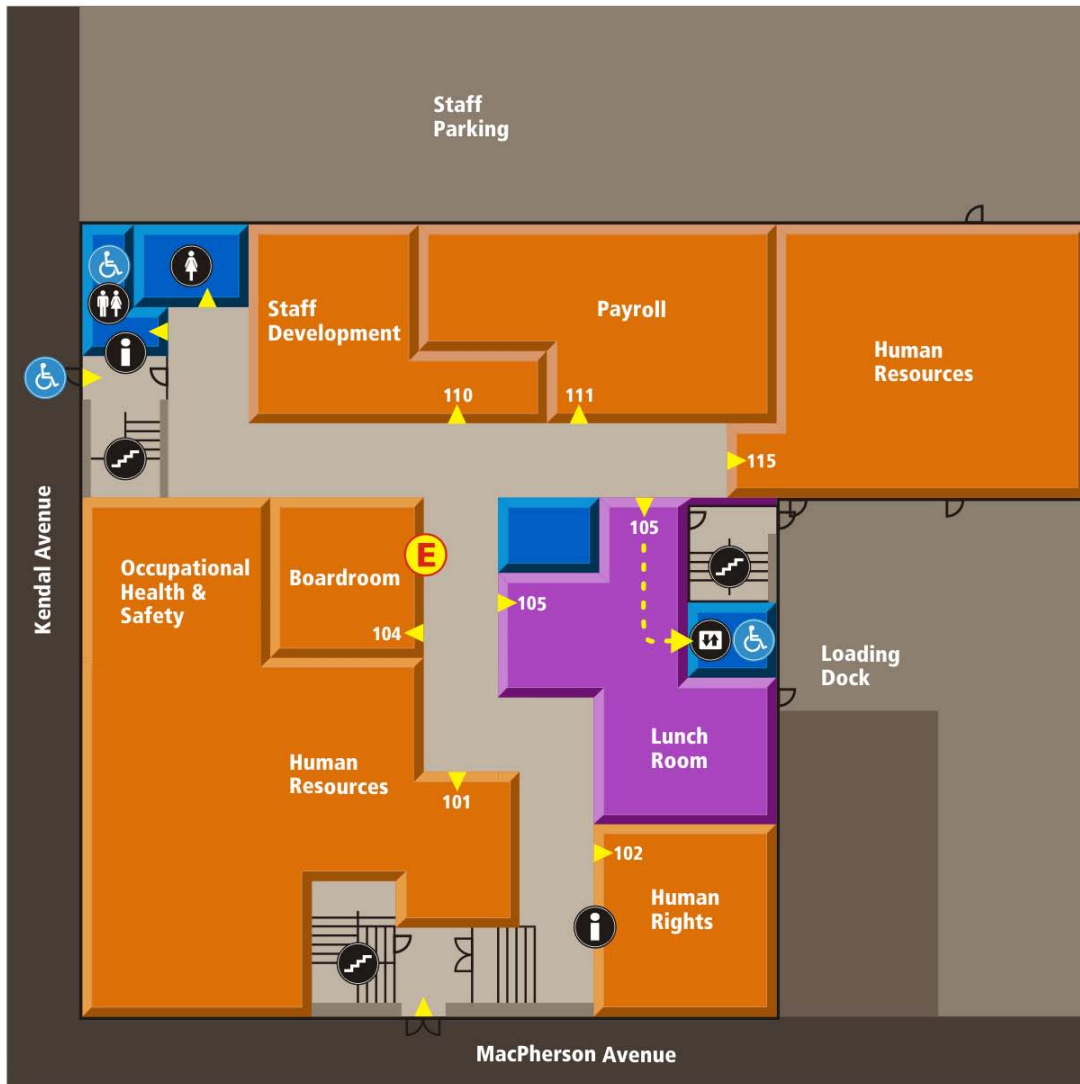 Staff
Parking
Staff
Development
Payroll
Human
Resources
110
111
115
Kendal Avenue
Occupational
Health &
Safety
Boardroom
E
104
105
105
Loading
Dock
Human
Resources
Lunch
Room
101
102
Human
Rights
MacPherson Avenue